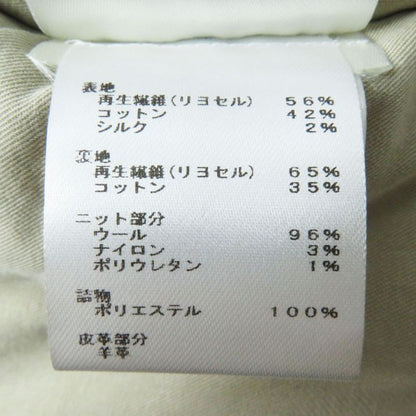 表地
再生繊維(リヨセル) 56%
コットン 42%
シルク 2%
②地
再生繊維(リヨセル) 65%
コットン 35%
ニット部分
ウール 96%
ナイロン 3%
ポリウレタン 1%
詰物
ポリエステル 100%
皮革部分
羊革